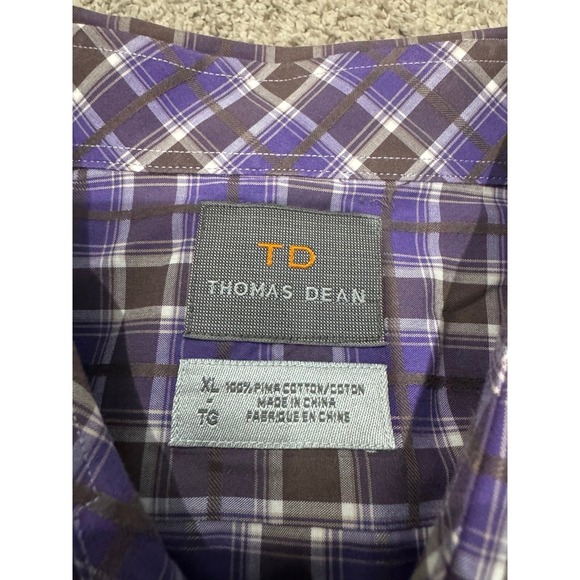 TD
THOMAS DEAN
XL 100% PIMA COTTON/COTON
- MADE IN CHINA
TG FABRIQUE EN CHINE